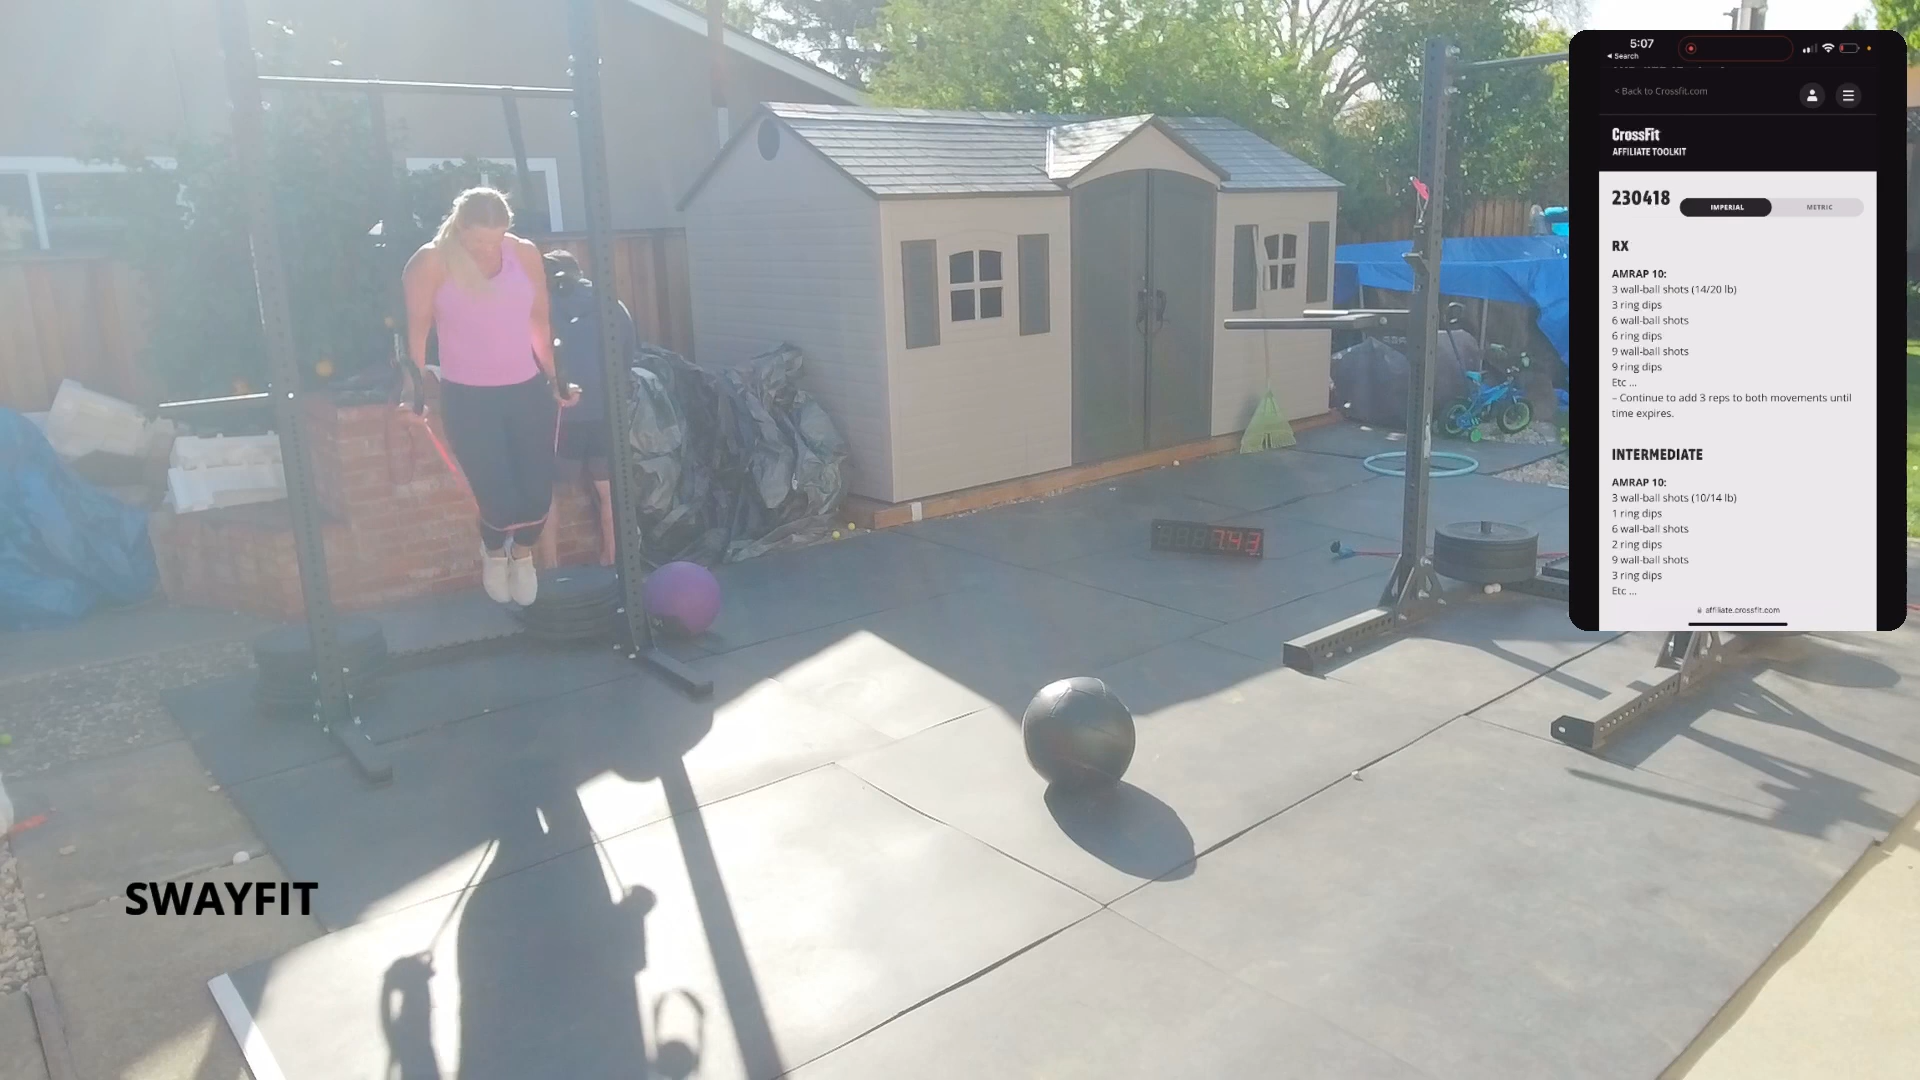 5:07
◂ Search
< Back to Crossfit.com
CrossFit
AFFILIATE TOOLKIT
230418
IMPERIAL
METRIC
RX
AMRAP 10:
3 wall-ball shots (14/20 lb)
3 ring dips
6 wall-ball shots
6 ring dips
9 wall-ball shots
9 ring dips
Etc ...
– Continue to add 3 reps to both movements until
time expires.
INTERMEDIATE
AMRAP 10:
3 wall-ball shots (10/14 lb)
1 ring dips
6 wall-ball shots
2 ring dips
9 wall-ball shots
3 ring dips
Etc ...
affiliate.crossfit.com
7:43
SWAYFIT